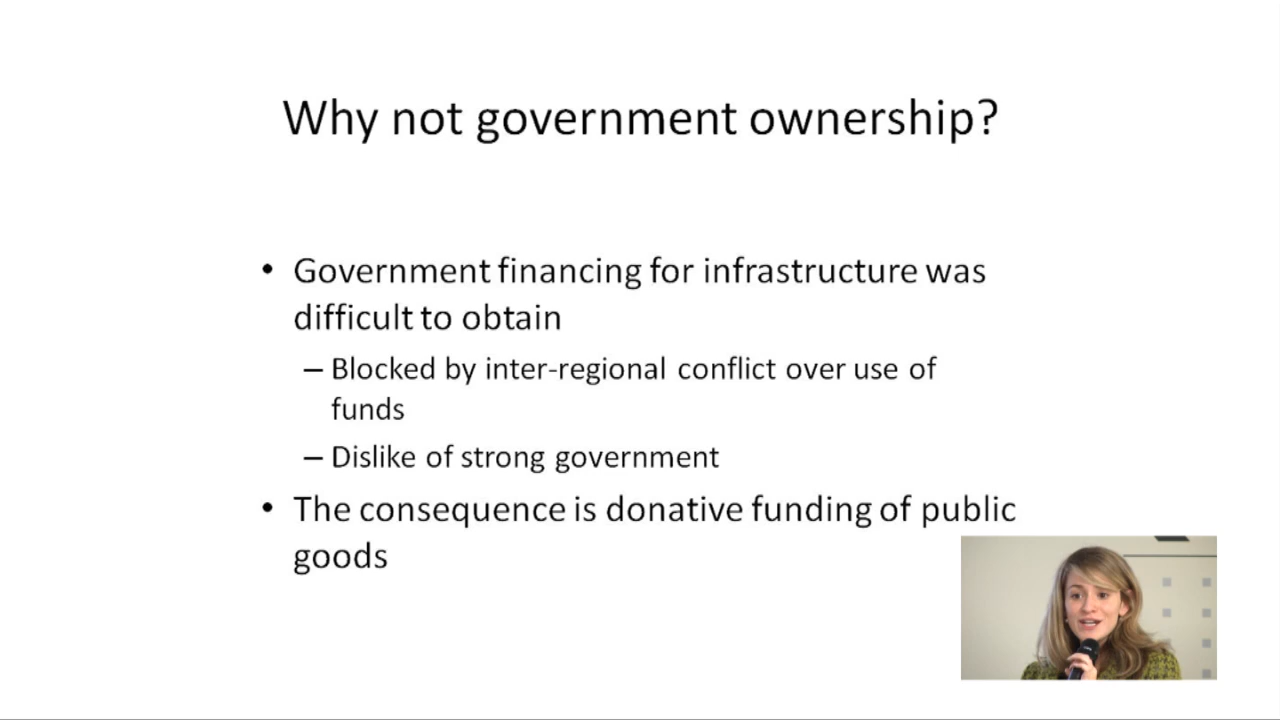 Why not government ownership?
• Government financing for infrastructure was
difficult to obtain
– Blocked by inter-regional conflict over use of
funds
– Dislike of strong government
• The consequence is donative funding of public
goods